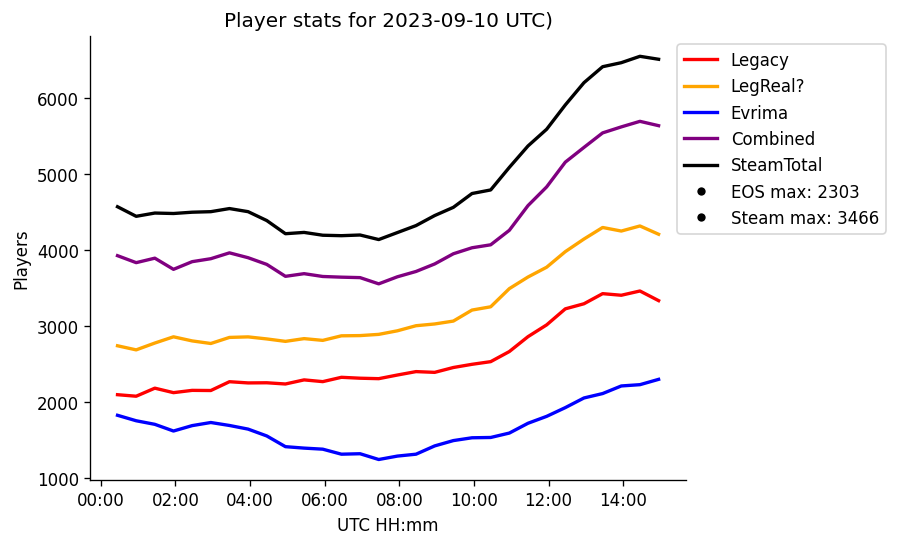 Player stats for 2023-09-10 UTC)
Legacy
LegReal?
Evrima
Combined
SteamTotal
EOS max: 2303
Steam max: 3466
Players
6000
5000
4000
3000
2000
1000
00:00 02:00 04:00 06:00 08:00 10:00 12:00 14:00
UTC HH:mm